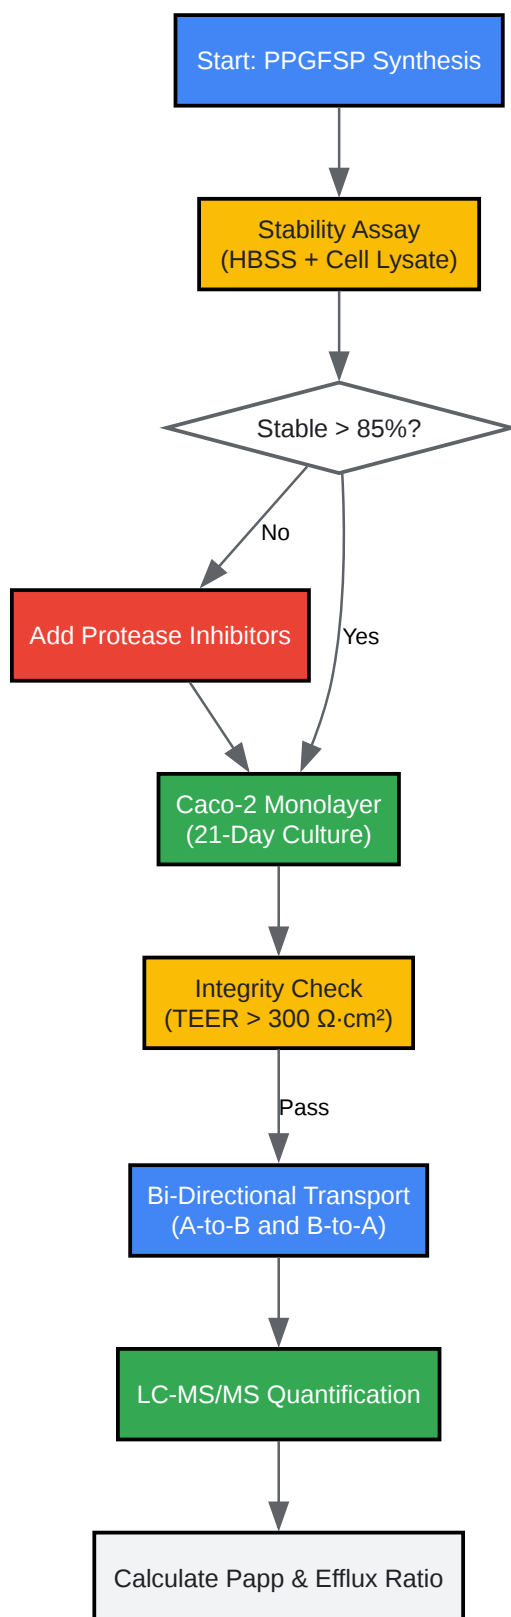 Start: PPGFSP Synthesis
Stability Assay
(HBSS + Cell Lysate)
Stable > 85%?
No
Add Protease Inhibitors
Yes
Caco-2 Monolayer
(21-Day Culture)
Integrity Check
(TEER > 300 Ω·cm²)
Pass
Bi-Directional Transport
(A-to-B and B-to-A)
LC-MS/MS Quantification
Calculate Papp & Efflux Ratio